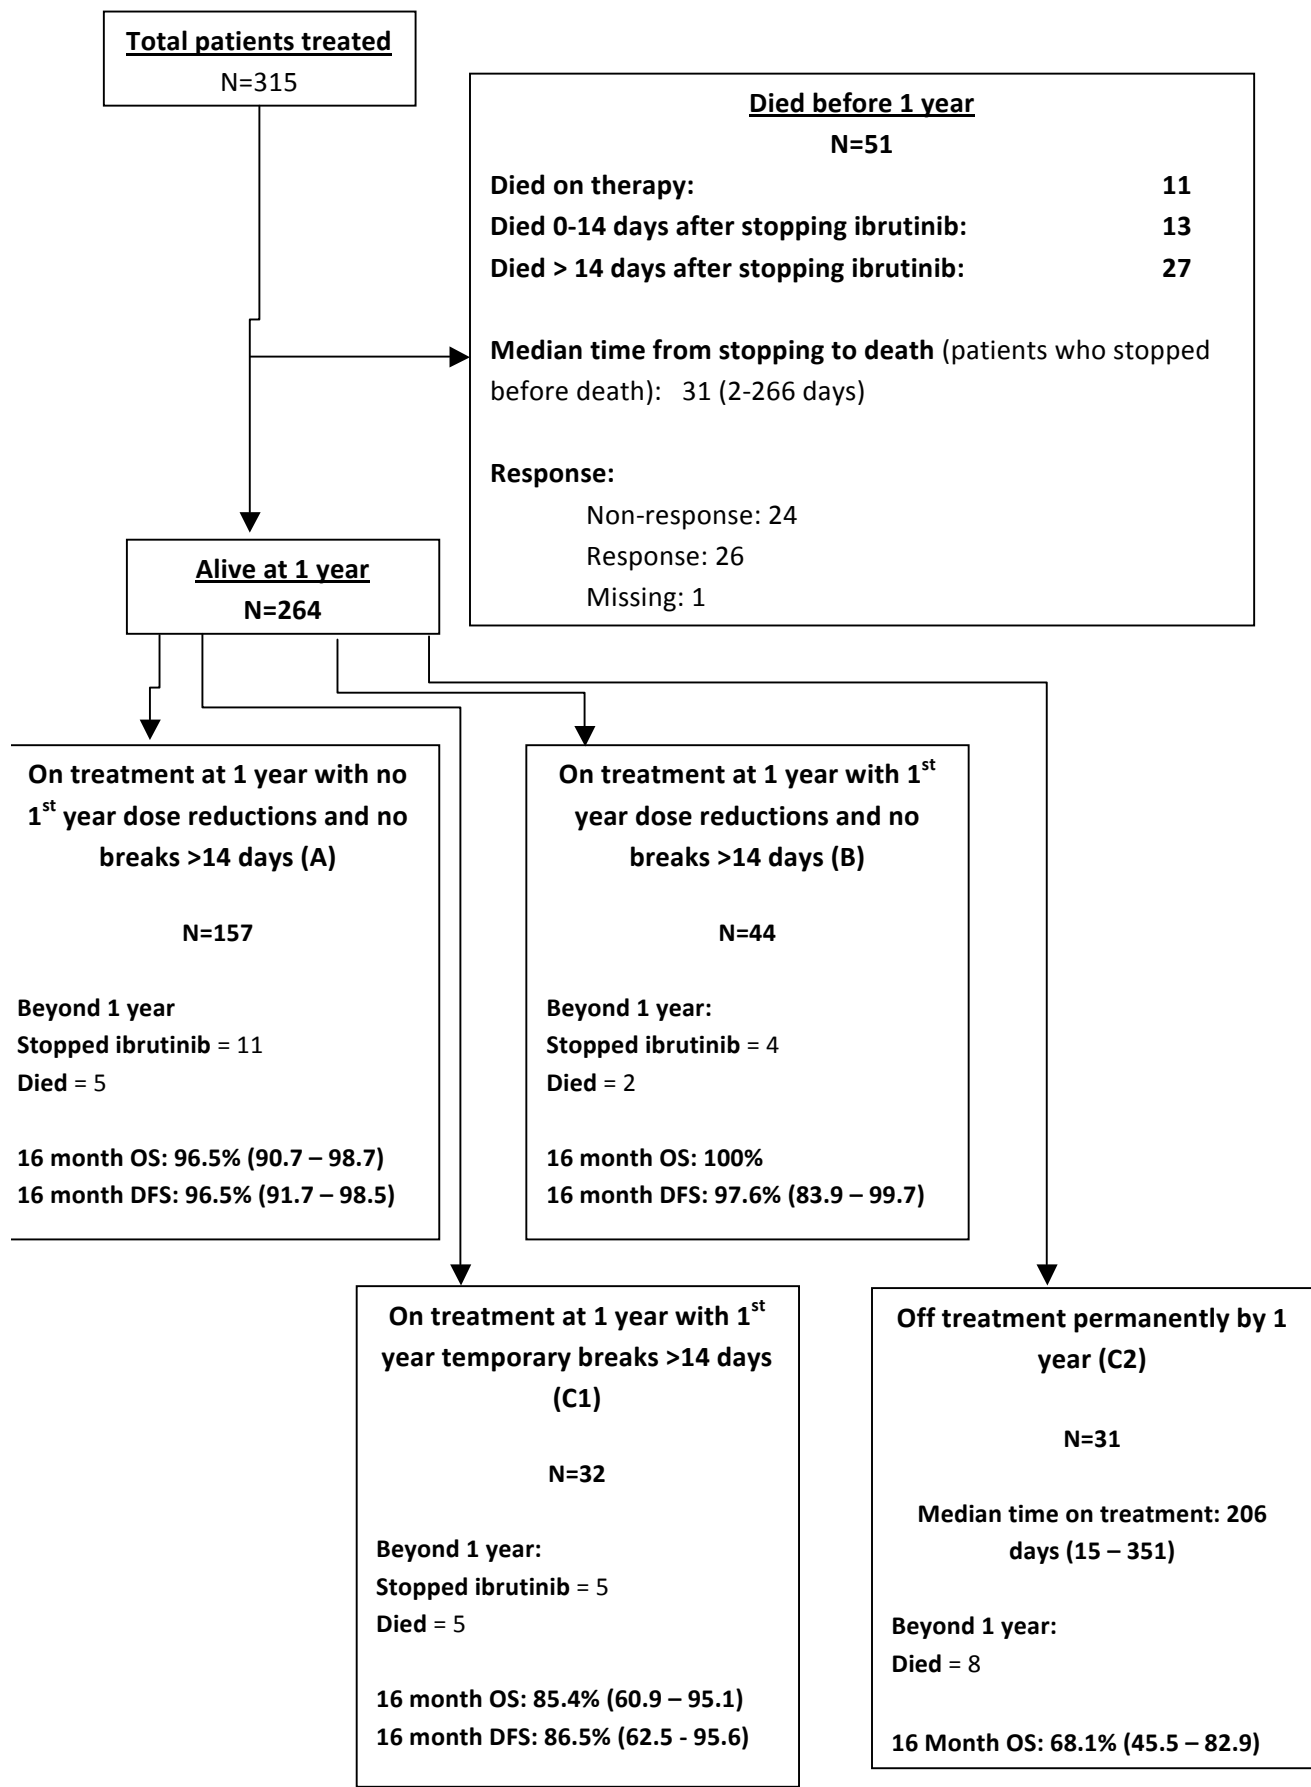 Total patients treated
N=315
Died before 1 year
N=51
Died on therapy: 11
Died 0-14 days after stopping ibrutinib: 13
Died > 14 days after stopping ibrutinib: 27
Median time from stopping to death (patients who stopped
before death): 31 (2-266 days)
Response:
Non-response: 24
Response: 26
Missing: 1
Alive at 1 year
N=264
On treatment at 1 year with no
1st year dose reductions and no
breaks >14 days (A)
N=157
Beyond 1 year
Stopped ibrutinib = 11
Died = 5
16 month OS: 96.5% (90.7 – 98.7)
16 month DFS: 96.5% (91.7 – 98.5)
On treatment at 1 year with 1st
year dose reductions and no
breaks >14 days (B)
N=44
Beyond 1 year:
Stopped ibrutinib = 4
Died = 2
16 month OS: 100%
16 month DFS: 97.6% (83.9 – 99.7)
On treatment at 1 year with 1st
year temporary breaks >14 days
(C1)
N=32
Beyond 1 year:
Stopped ibrutinib = 5
Died = 5
16 month OS: 85.4% (60.9 – 95.1)
16 month DFS: 86.5% (62.5 - 95.6)
Off treatment permanently by 1
year (C2)
N=31
Median time on treatment: 206
days (15 – 351)
Beyond 1 year:
Died = 8
16 Month OS: 68.1% (45.5 – 82.9)